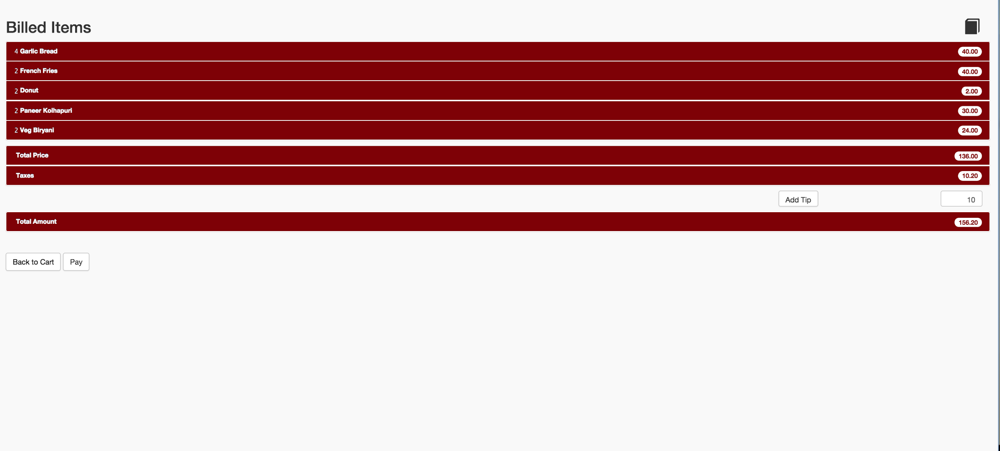 Billed Items
4 Garlic Bread 40.00
2 French Fries 40.00
2 Donut 2.00
2 Paneer Kolhapuri 30.00
2 Veg Biryani 24.00
Total Price 136.00
Taxes 10.20
Add Tip 10
Total Amount 156.20
Back to Cart Pay